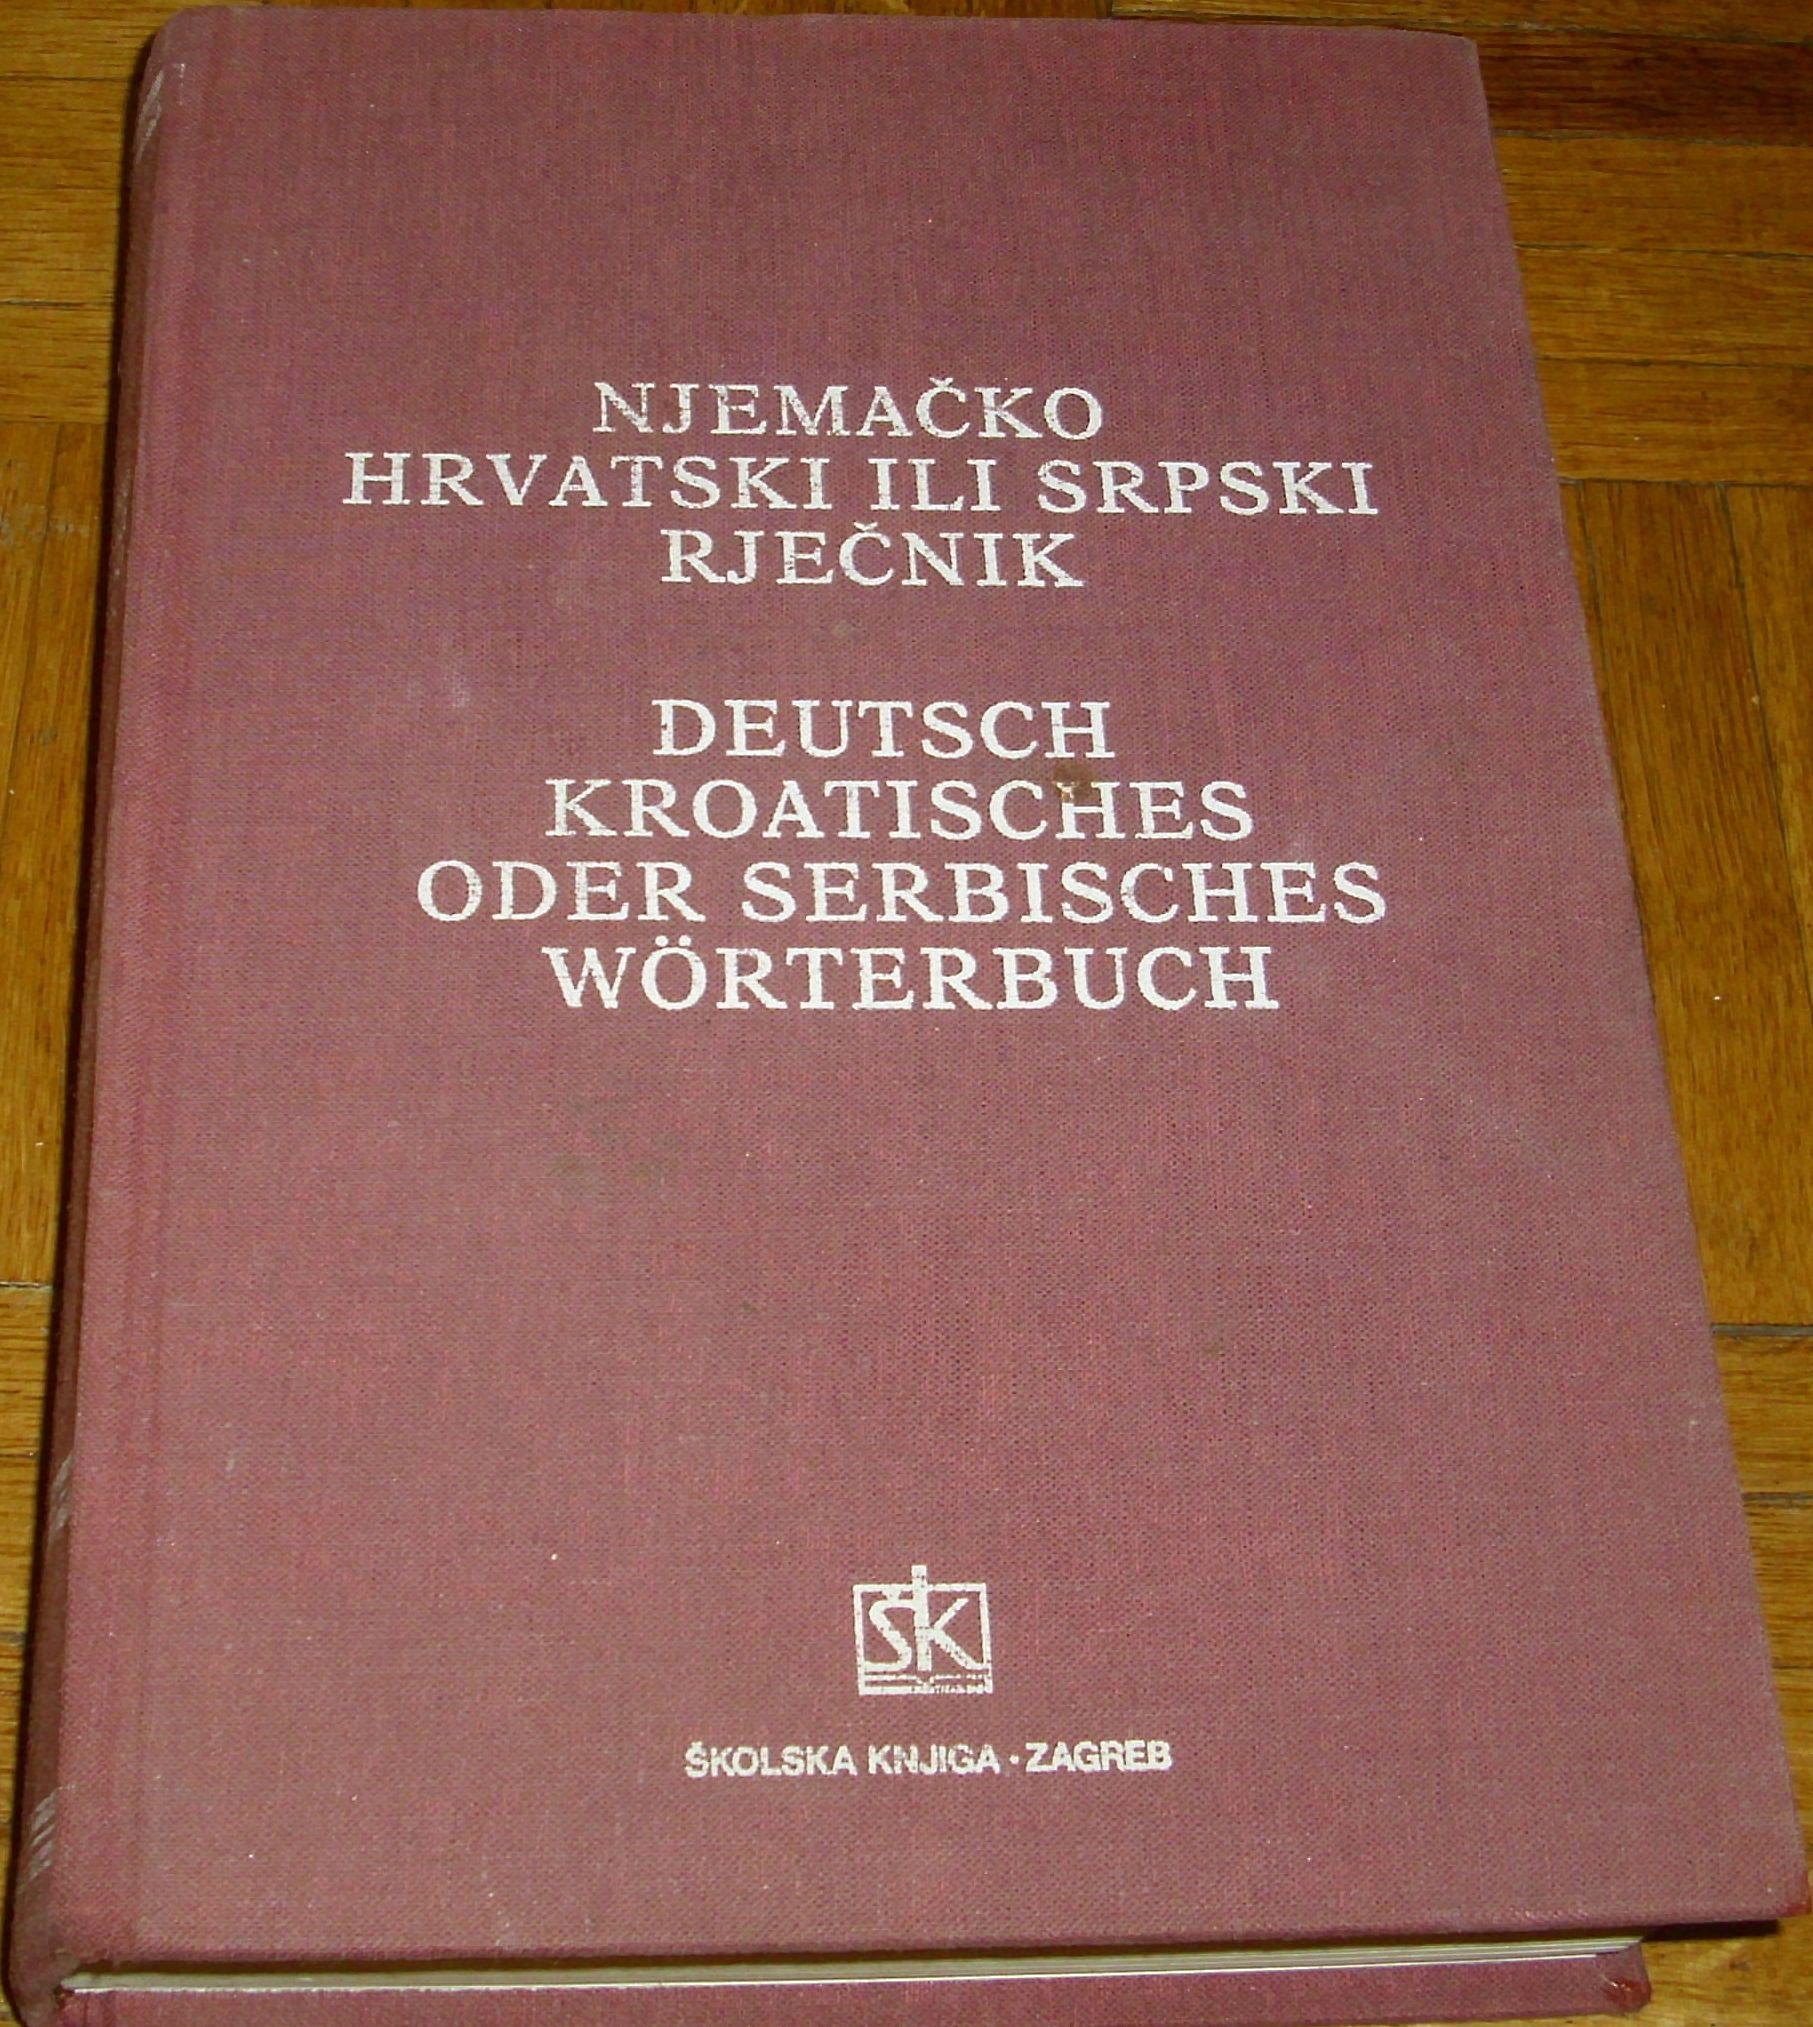 NJEMAČKO
HRVATSKI ILI SRPSKI
RJEČNIK
DEUTSCH
KROATISCHES
ODER SERBISCHES
WÖRTERBUCH
ŠK
ŠKOLSKA KNJIGA · ZAGREB